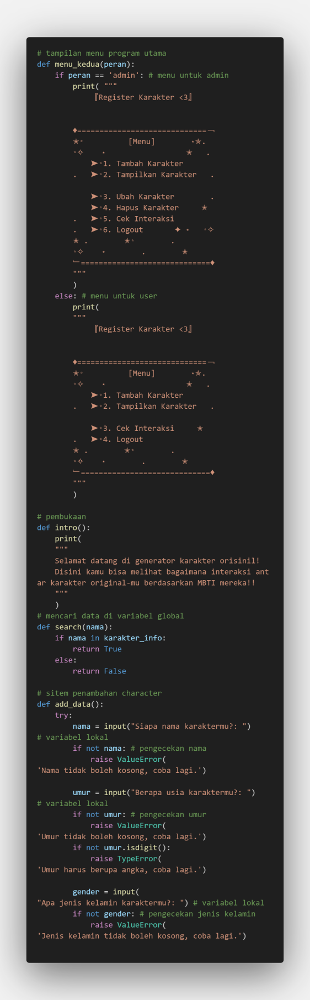 # tampilan menu program utama
def menu_kedua(peran):
    if peran == 'admin': # menu untuk admin
        print( """
             『Register Karakter <3』
        ♦=============================﹁
        ★⋆          [Menu]        ⋆✯.
        ⋆✧    ⋆                  ★   .
            ➤⋆1. Tambah Karakter
        .   ➤⋆2. Tampilkan Karakter   .
            ➤⋆3. Ubah Karakter        .
            ➤⋆4. Hapus Karakter     ★
        .   ➤⋆5. Cek Interaksi
        .   ➤⋆6. Logout       ✦ ⋆   ⋆✧
        ★ .        ★⋆        .
        ⋆✧    ⋆        .        ★
        ﹂=============================♦
        """
        )
    else: # menu untuk user
        print(
        """
             『Register Karakter <3』
        ♦=============================﹁
        ★⋆          [Menu]        ⋆✯.
        ⋆✧    ⋆                  ★   .
            ➤⋆1. Tambah Karakter
        .   ➤⋆2. Tampilkan Karakter   .
            ➤⋆3. Cek Interaksi     ★
        .   ➤⋆4. Logout
        ★ .        ★⋆        .
        ⋆✧    ⋆        .        ★
        ﹂=============================♦
        """
        )
# pembukaan
def intro():
    print(
    """
    Selamat datang di generator karakter orisinil!
    Disini kamu bisa melihat bagaimana interaksi ant
ar karakter original-mu berdasarkan MBTI mereka!!
    """
    )
# mencari data di variabel global
def search(nama):
    if nama in karakter_info:
        return True
    else:
        return False
# sitem penambahan character
def add_data():
    try:
        nama = input("Siapa nama karaktermu?: ")
# variabel lokal
        if not nama: # pengecekan nama
            raise ValueError(
'Nama tidak boleh kosong, coba lagi.')
        umur = input("Berapa usia karaktermu?: ")
# variabel lokal
        if not umur: # pengecekan umur
            raise ValueError(
'Umur tidak boleh kosong, coba lagi.')
        if not umur.isdigit():
            raise TypeError(
'Umur harus berupa angka, coba lagi.')
        gender = input(
"Apa jenis kelamin karaktermu?: ") # variabel lokal
        if not gender: # pengecekan jenis kelamin
            raise ValueError(
'Jenis kelamin tidak boleh kosong, coba lagi.')